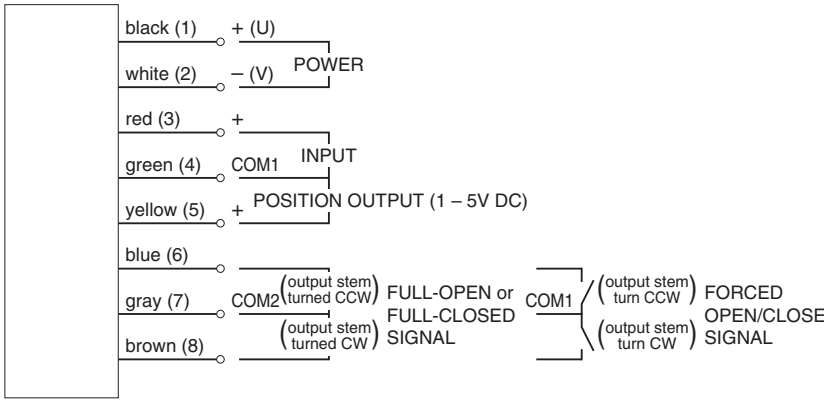 black (1) + (U)
POWER
white (2) – (V)
red (3) +
INPUT
green (4) COM1
POSITION OUTPUT (1 – 5V DC)
yellow (5) +
blue (6)
(output stem turned CCW)
gray (7) COM2
FULL-OPEN or
FULL-CLOSED
SIGNAL
(output stem turned CW)
brown (8)
COM1
(output stem turn CCW)
(output stem turn CW)
FORCED
OPEN/CLOSE
SIGNAL